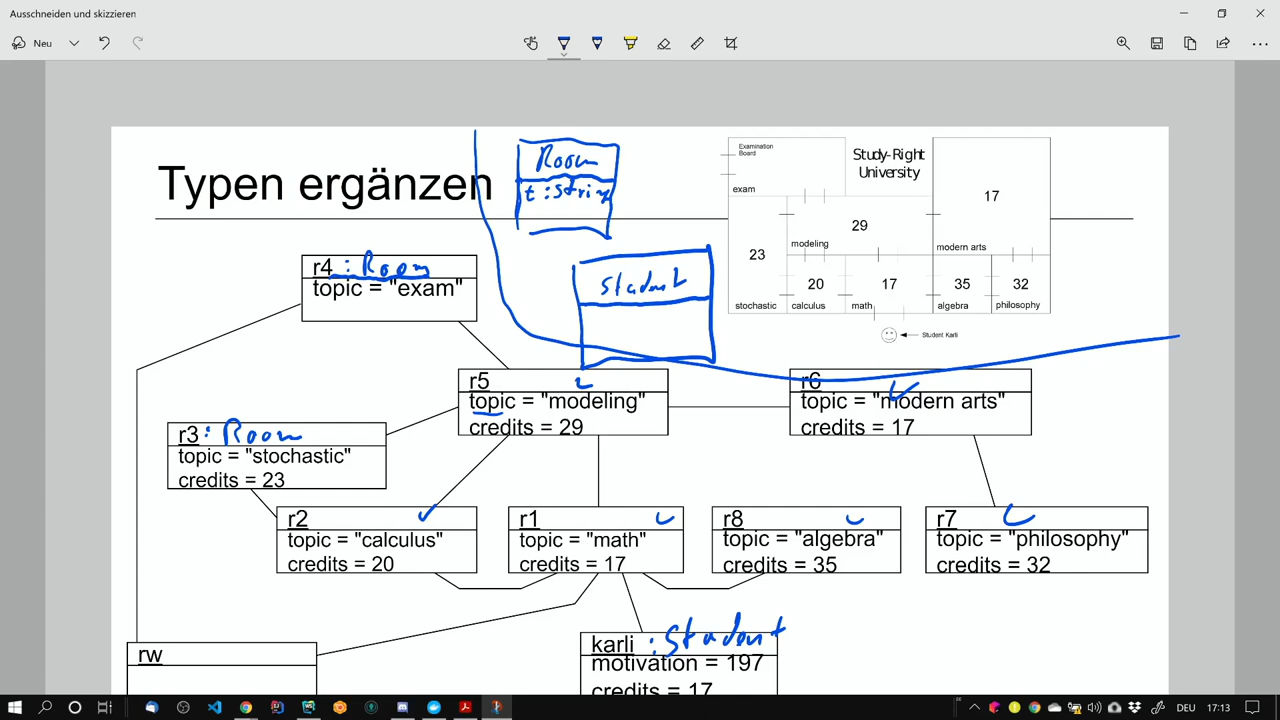 Ausschneiden und skizzieren
Neu
Typen ergänzen
Room
t : String
Student
Examination
Board
Study-Right
University
exam
17
29
modeling
modern arts
23
20
17
35
32
stochastic
calculus
math
algebra
philosophy
Student Karli
r4 : Room
topic = "exam"
r5
topic = "modeling"
credits = 29
r6
topic = "modern arts"
credits = 17
r3 : Room
topic = "stochastic"
credits = 23
r2
topic = "calculus"
credits = 20
r1
topic = "math"
credits = 17
r8
topic = "algebra"
credits = 35
r7
topic = "philosophy"
credits = 32
rw
karli : Student
motivation = 197
credits = 17
DEU
17:13